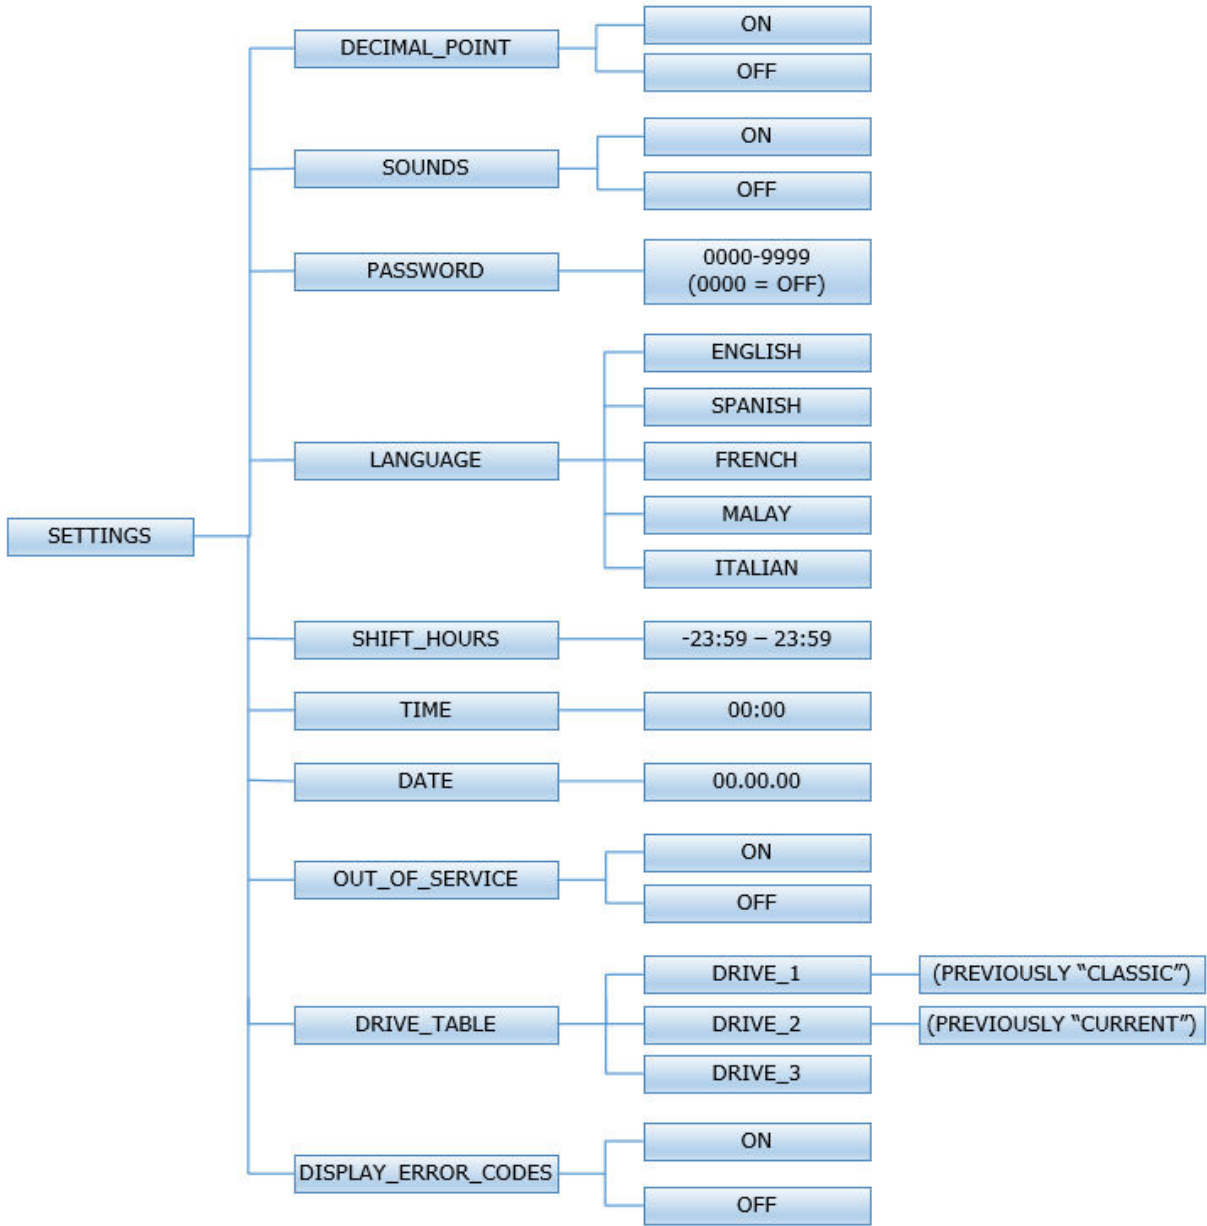 SETTINGS
DECIMAL_POINT
ON
OFF
SOUNDS
ON
OFF
PASSWORD
0000-9999
(0000 = OFF)
LANGUAGE
ENGLISH
SPANISH
FRENCH
MALAY
ITALIAN
SHIFT_HOURS
-23:59 – 23:59
TIME
00:00
DATE
00.00.00
OUT_OF_SERVICE
ON
OFF
DRIVE_TABLE
DRIVE_1
(PREVIOUSLY “CLASSIC”)
DRIVE_2
(PREVIOUSLY “CURRENT”)
DRIVE_3
DISPLAY_ERROR_CODES
ON
OFF